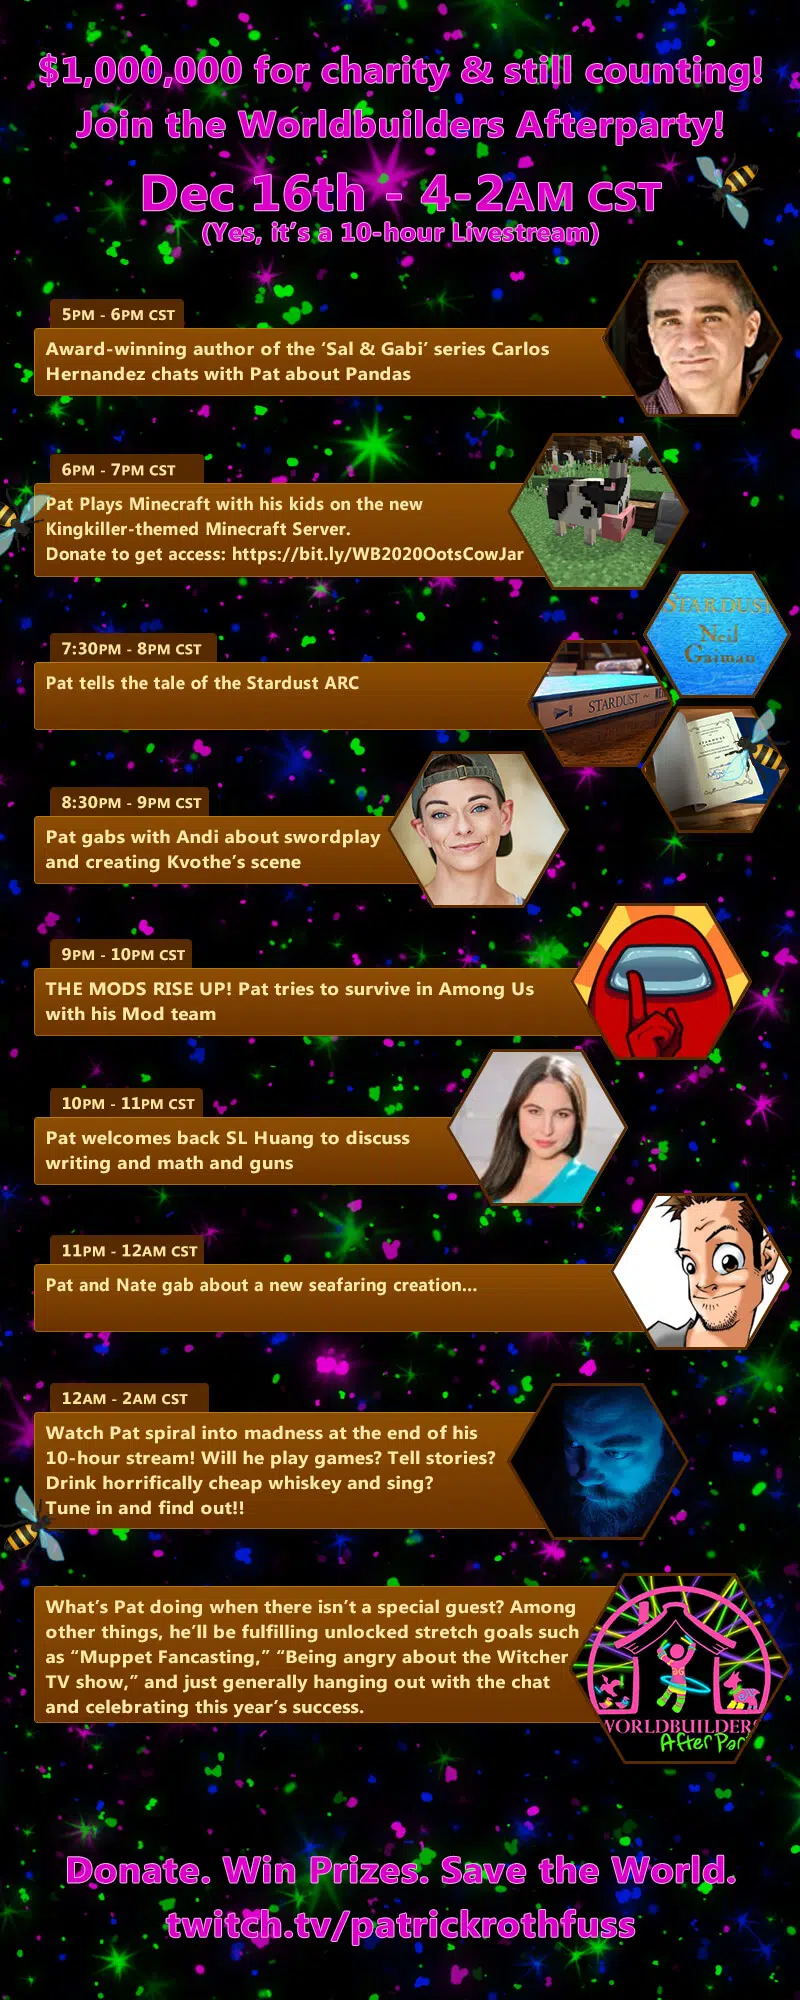 $1,000,000 for charity & still counting!
Join the Worldbuilders Afterparty!
Dec 16th - 4-2AM CST
(Yes, it's a 10-hour Livestream)
5PM - 6PM CST
Award-winning author of the 'Sal & Gabi' series Carlos
Hernandez chats with Pat about Pandas
6PM - 7PM CST
Pat Plays Minecraft with his kids on the new
Kingkiller-themed Minecraft Server.
Donate to get access: https://bit.ly/WB2020OotsCowJar
STARDUST
Neil
Gaiman
7:30PM - 8PM CST
Pat tells the tale of the Stardust ARC
STARDUST
8:30PM - 9PM CST
Pat gabs with Andi about swordplay
and creating Kvothe's scene
9PM - 10PM CST
THE MODS RISE UP! Pat tries to survive in Among Us
with his Mod team
10PM - 11PM CST
Pat welcomes back SL Huang to discuss
writing and math and guns
11PM - 12AM CST
Pat and Nate gab about a new seafaring creation...
12AM - 2AM CST
Watch Pat spiral into madness at the end of his
10-hour stream! Will he play games? Tell stories?
Drink horrifically cheap whiskey and sing?
Tune in and find out!!
What's Pat doing when there isn't a special guest? Among
other things, he'll be fulfilling unlocked stretch goals such
as “Muppet Fancasting,” “Being angry about the Witcher
TV show,” and just generally hanging out with the chat
and celebrating this year's success.
WORLDBUILDERS
After Par
Donate. Win Prizes. Save the World.
twitch.tv/patrickrothfuss